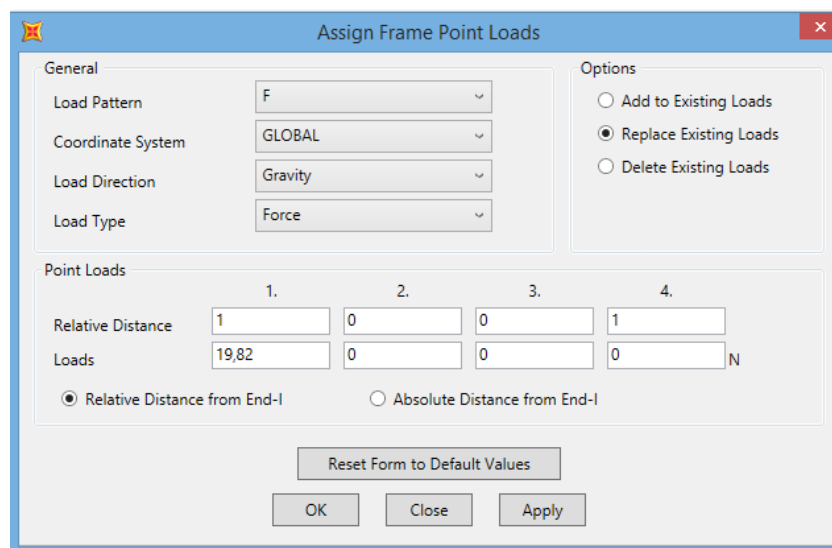 Assign Frame Point Loads
General
Load Pattern F
Coordinate System GLOBAL
Load Direction Gravity
Load Type Force
Options
Add to Existing Loads
Replace Existing Loads
Delete Existing Loads
Point Loads
1. 2. 3. 4.
Relative Distance 1 0 0 1
Loads 19,82 0 0 0 N
Relative Distance from End-I Absolute Distance from End-I
Reset Form to Default Values
OK Close Apply